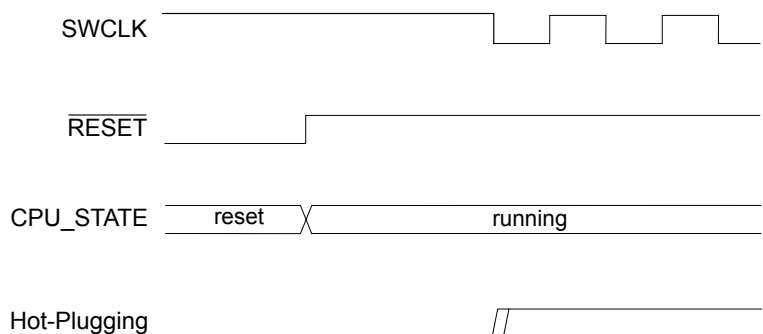 SWCLK
RESET
CPU_STATE
reset
running
Hot-Plugging